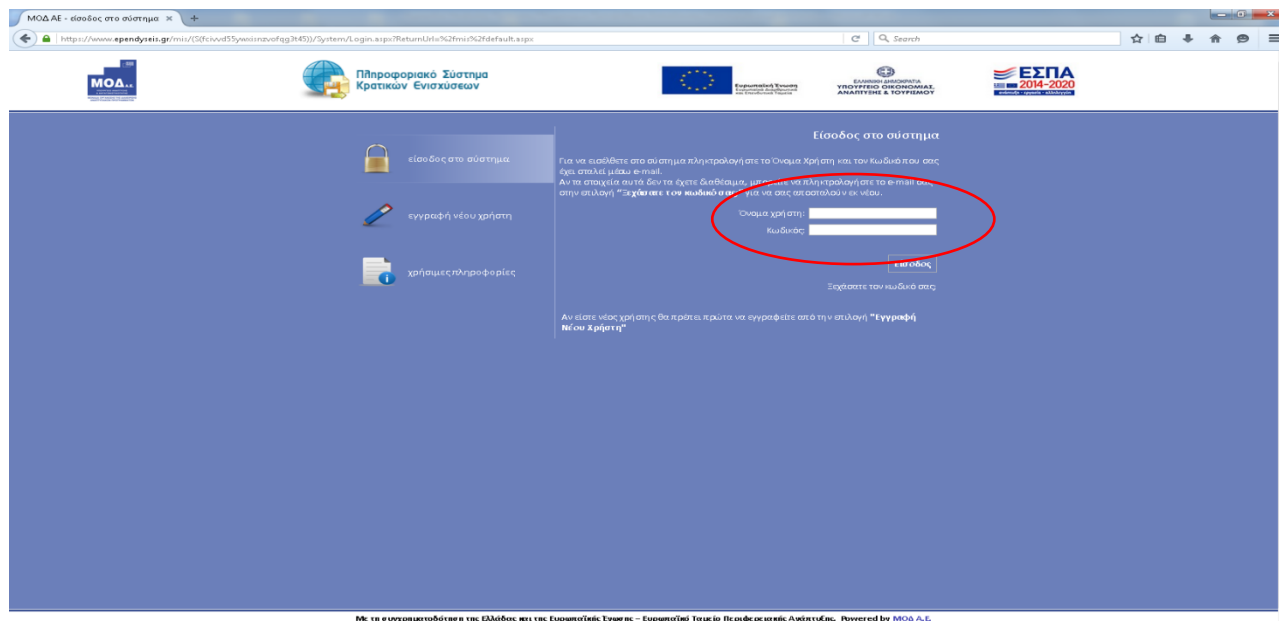 ΜΟΔ ΑΕ - είσοδος στο σύστημα
https://www.ependyseis.gr/mis/(S(fcivvd55ywxisnzvofqg3t45))/System/Login.aspx?ReturnUrl=%2fmis%2fdefault.aspx
Search
ΜΟΔ Α.Ε.
Πληροφοριακό Σύστημα
Κρατικών Ενισχύσεων
Ευρωπαϊκή Ένωση
ΕΛΛΗΝΙΚΗ ΔΗΜΟΚΡΑΤΙΑ
ΥΠΟΥΡΓΕΙΟ ΟΙΚΟΝΟΜΙΑΣ,
ΑΝΑΠΤΥΞΗΣ & ΤΟΥΡΙΣΜΟΥ
ΕΣΠΑ
2014-2020
ανάπτυξη - εργασία - αλληλεγγύη
Είσοδος στο σύστημα
είσοδος στο σύστημα
Για να εισέλθετε στο σύστημα πληκτρολογήστε το Όνομα Χρήστη και τον Κωδικό που σας
έχει σταλεί μέσω e-mail.
Αν τα στοιχεία αυτά δεν τα έχετε διαθέσιμα, μπορείτε να πληκτρολογήστε το e-mail σας
στην επιλογή "Ξεχάσατε τον κωδικό σας" για να σας αποσταλούν εκ νέου.
εγγραφή νέου χρήστη
Όνομα χρήστη:
Κωδικός:
Είσοδος
χρήσιμες πληροφορίες
Ξεχάσατε τον κωδικό σας;
Αν είστε νέος χρήστης θα πρέπει πρώτα να εγγραφείτε από την επιλογή "Εγγραφή
Νέου Χρήστη"
Με τη συγχρηματοδότηση της Ελλάδας και της Ευρωπαϊκής Ένωσης – Ευρωπαϊκό Ταμείο Περιφερειακής Ανάπτυξης. Powered by ΜΟΔ Α.Ε.